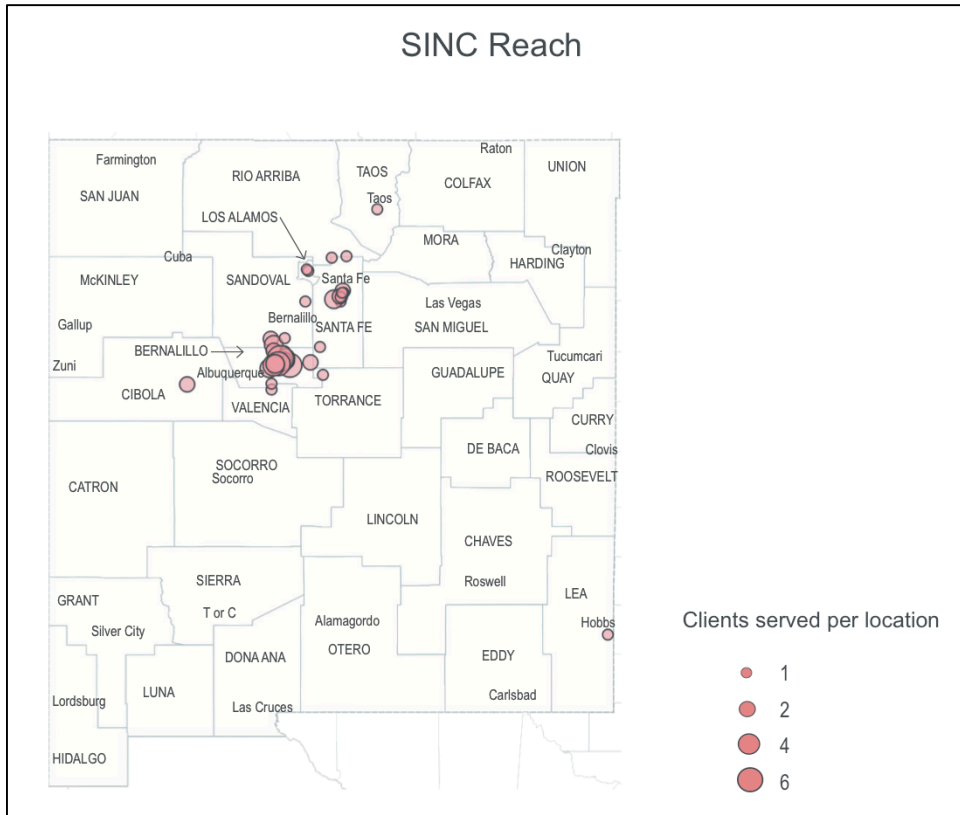 SINC Reach
Raton
Farmington
UNION
TAOS
RIO ARRIBA
COLFAX
SAN JUAN
Taos
LOS ALAMOS
MORA
Clayton
Cuba
HARDING
McKINLEY
SANDOVAL
Santa Fe
Las Vegas
Bernalillo
Gallup
SANTA FE
SAN MIGUEL
BERNALILLO
Tucumcari
Zuni
Albuquerque
GUADALUPE
QUAY
CIBOLA
VALENCIA
TORRANCE
CURRY
DE BACA
Clovis
SOCORRO
Socorro
ROOSEVELT
CATRON
LINCOLN
CHAVES
SIERRA
Roswell
LEA
GRANT
T or C
Alamagordo
Hobbs
Silver City
OTERO
DONA ANA
EDDY
LUNA
Carlsbad
Lordsburg
Las Cruces
HIDALGO
Clients served per location
1
2
4
6